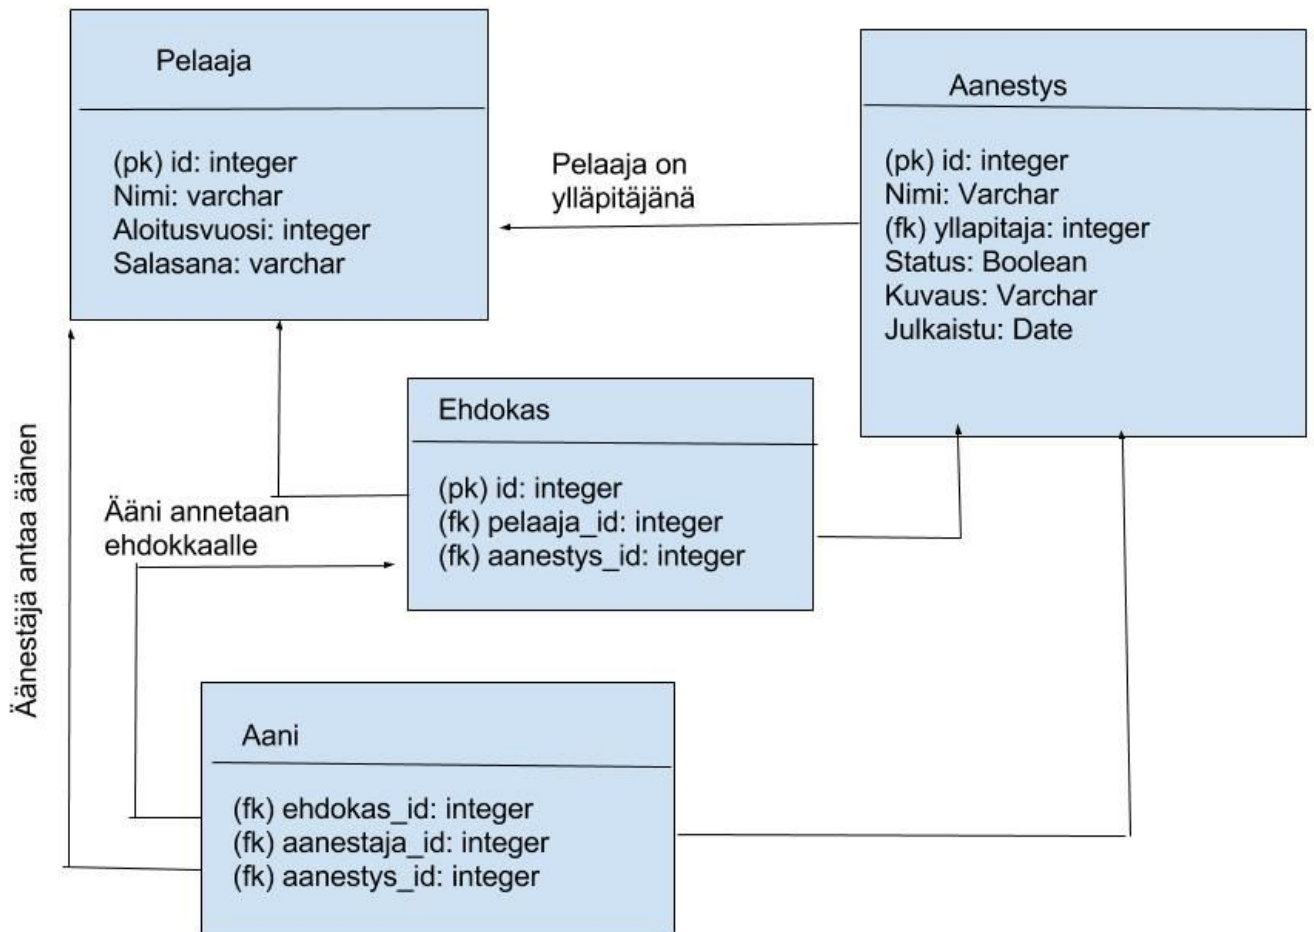 Pelaaja
(pk) id: integer
Nimi: varchar
Aloitusvuosi: integer
Salasana: varchar
Pelaaja on
ylläpitäjänä
Aanestys
(pk) id: integer
Nimi: Varchar
(fk) yllapitaja: integer
Status: Boolean
Kuvaus: Varchar
Julkaistu: Date
Ehdokas
(pk) id: integer
(fk) pelaaja_id: integer
(fk) aanestys_id: integer
Ääni annetaan
ehdokkaalle
Äänestäjä antaa äänen
Aani
(fk) ehdokas_id: integer
(fk) aanestaja_id: integer
(fk) aanestys_id: integer